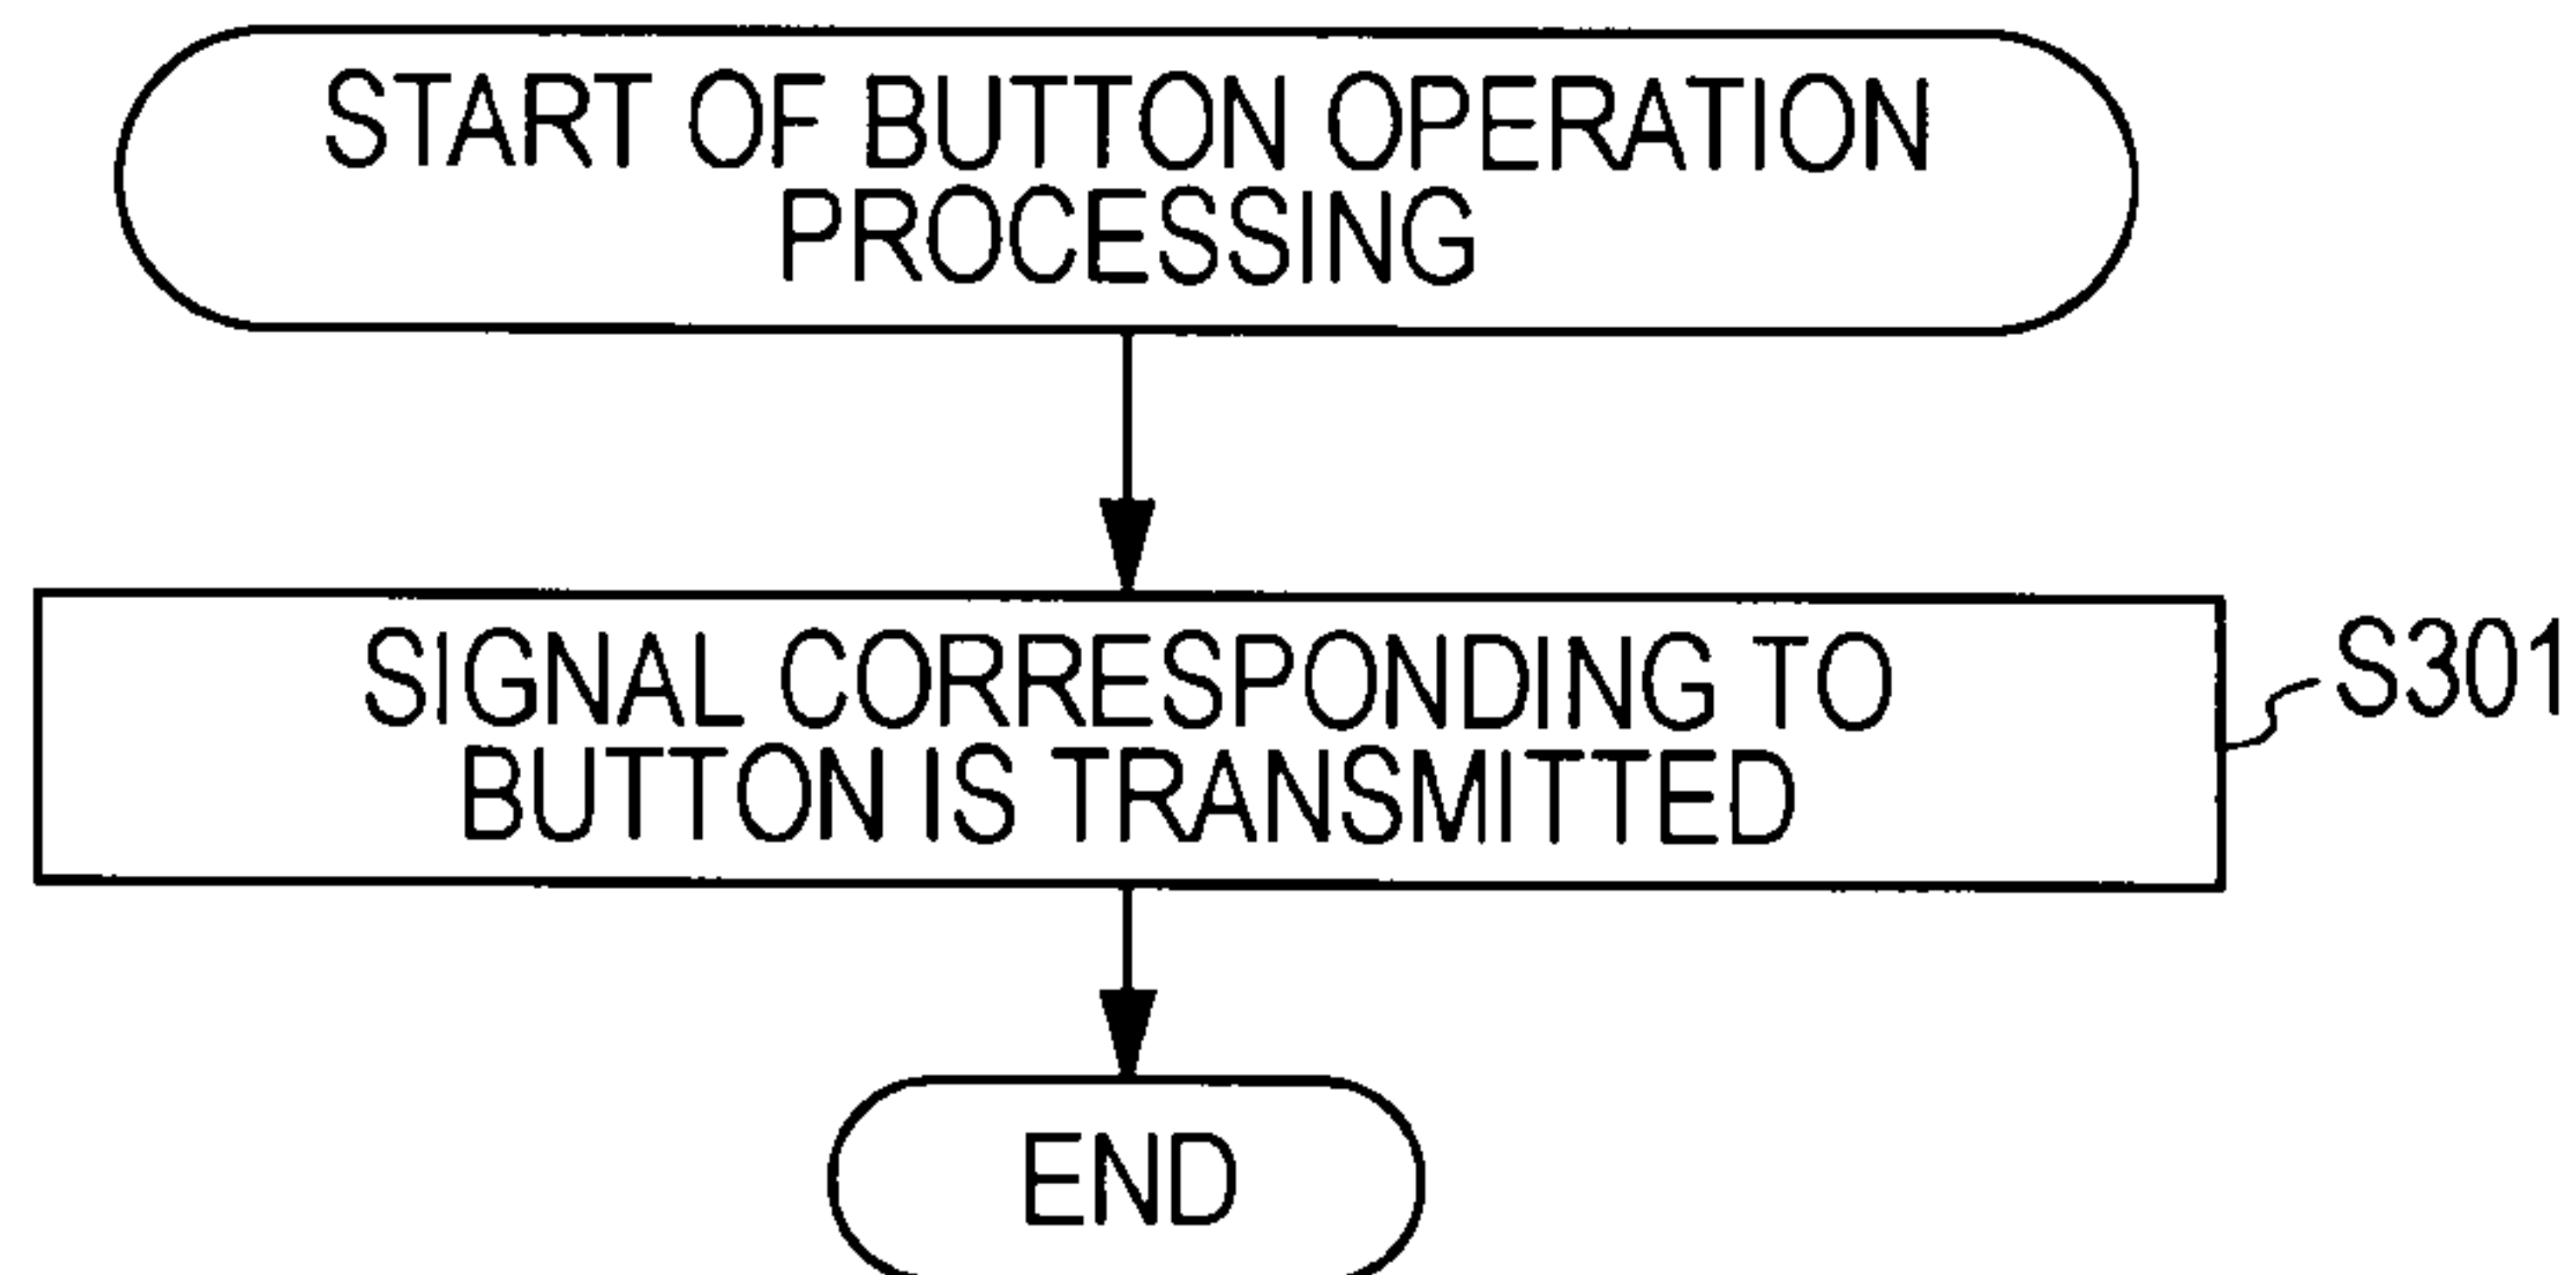 START OF BUTTON OPERATION
PROCESSING
SIGNAL CORRESPONDING TO
BUTTON IS TRANSMITTED
S301
END